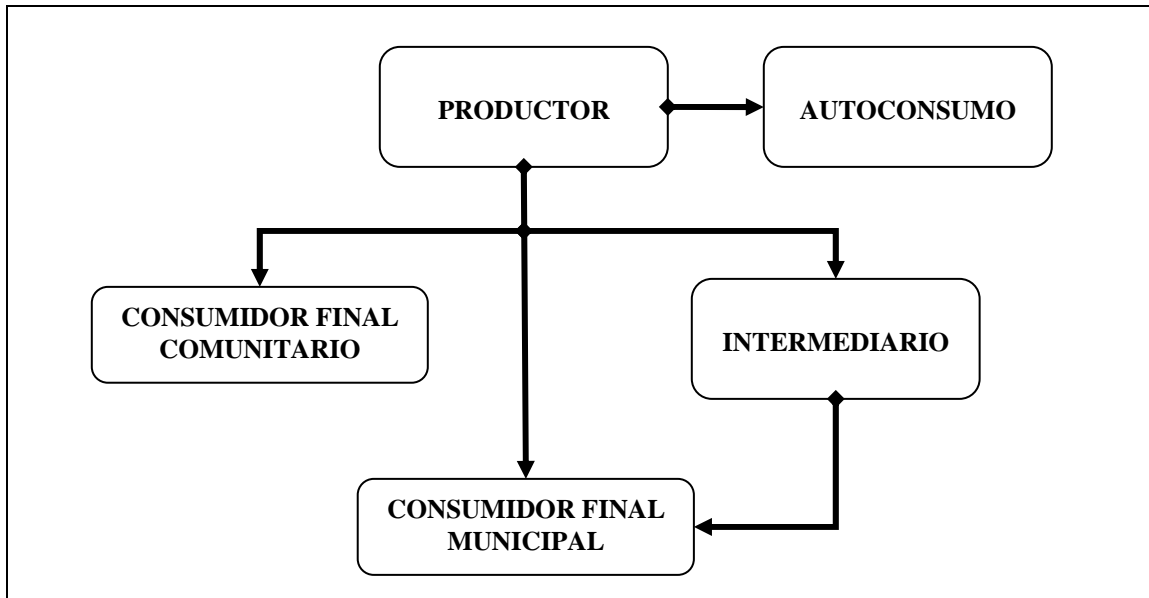 PRODUCTOR
AUTOCONSUMO
CONSUMIDOR FINAL
COMUNITARIO
INTERMEDIARIO
CONSUMIDOR FINAL
MUNICIPAL